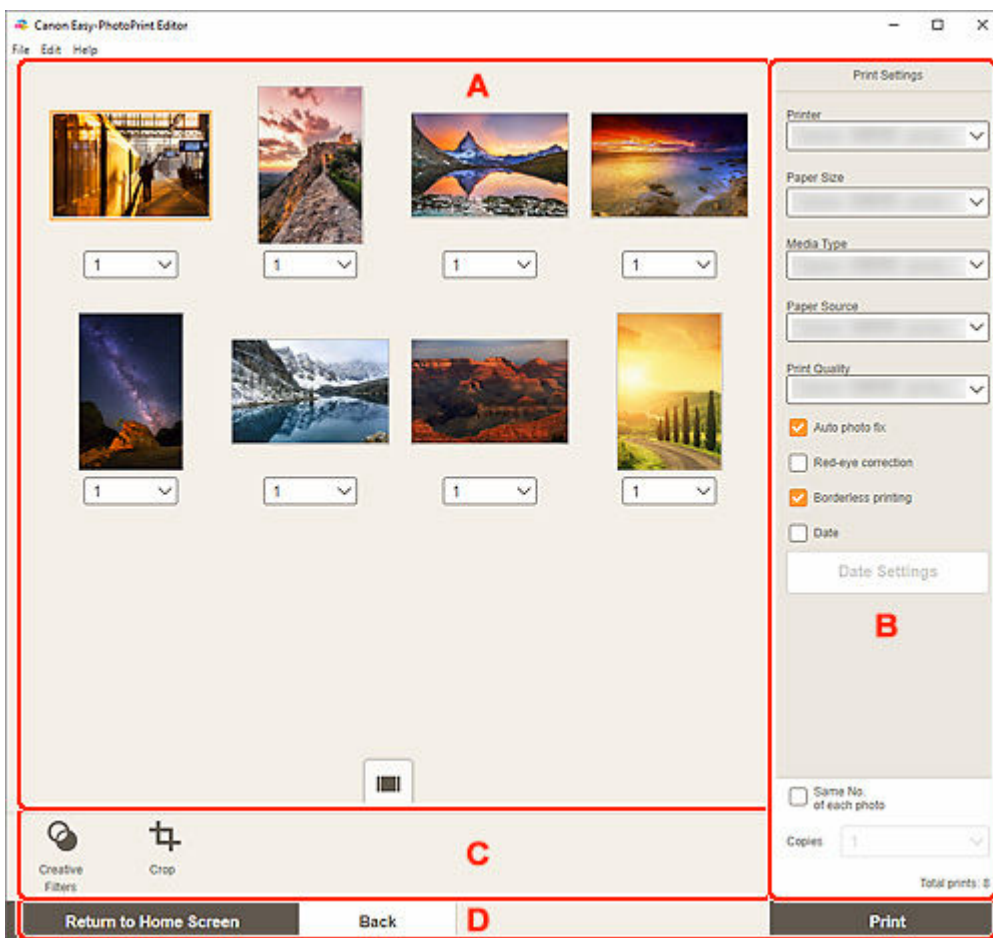 Canon Easy-PhotoPrint Editor
File Edit Help
A
1 1 1 1
1 1 1 1
Print Settings
Printer
Paper Size
Media Type
Paper Source
Print Quality
Auto photo fix
Red-eye correction
Borderless printing
Date
Date Settings
B
Same No.
of each photo
Copies 1
Total prints: 8
Creative
Filters
Crop
C
Return to Home Screen
Back
D
Print